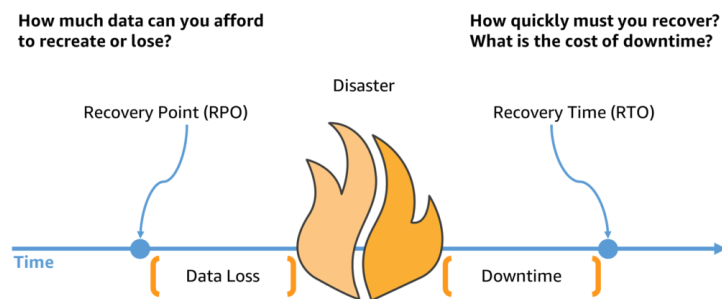 How much data can you afford
to recreate or lose?
How quickly must you recover?
What is the cost of downtime?
Disaster
Recovery Point (RPO)
Recovery Time (RTO)
Time
Data Loss
Downtime